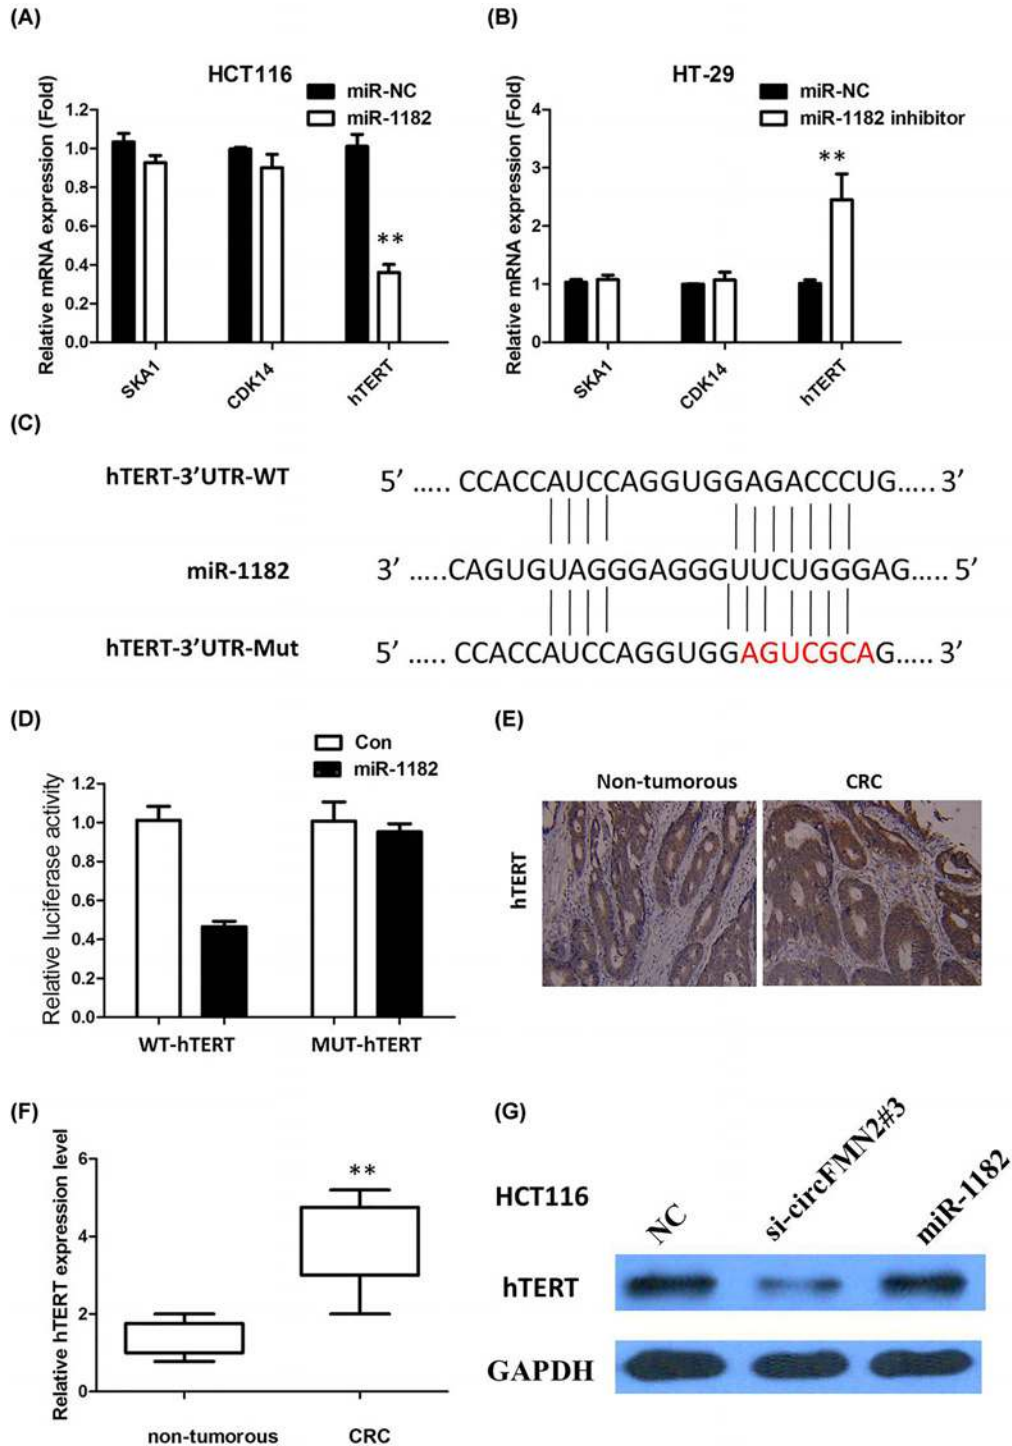 (A)
HCT116
miR-NC
miR-1182
Relative mRNA expression (Fold)
1.2
1.0
0.8
0.6
0.4
0.2
0.0
**
SKA1
CDK14
hTERT
(B)
HT-29
miR-NC
miR-1182 inhibitor
Relative mRNA expression (Fold)
4
3
2
1
0
**
SKA1
CDK14
hTERT
(C)
hTERT-3’UTR-WT 5’ ..... CCACCAUCCAGGUGGAGACCCUG..... 3’
miR-1182 3’ .....CAGUGUAGGGAGGGUUCUGGGAG..... 5’
hTERT-3’UTR-Mut 5’ ..... CCACCAUCCAGGUGGAGUCGCAG..... 3’
(D)
Con
miR-1182
Relative luciferase activity
1.2
1.0
0.8
0.6
0.4
0.2
0.0
WT-hTERT
MUT-hTERT
(E)
Non-tumorous
CRC
hTERT
(F)
Relative hTERT expression level
6
4
2
0
**
non-tumorous
CRC
(G)
HCT116
NC
si-circFMN2#3
miR-1182
hTERT
GAPDH